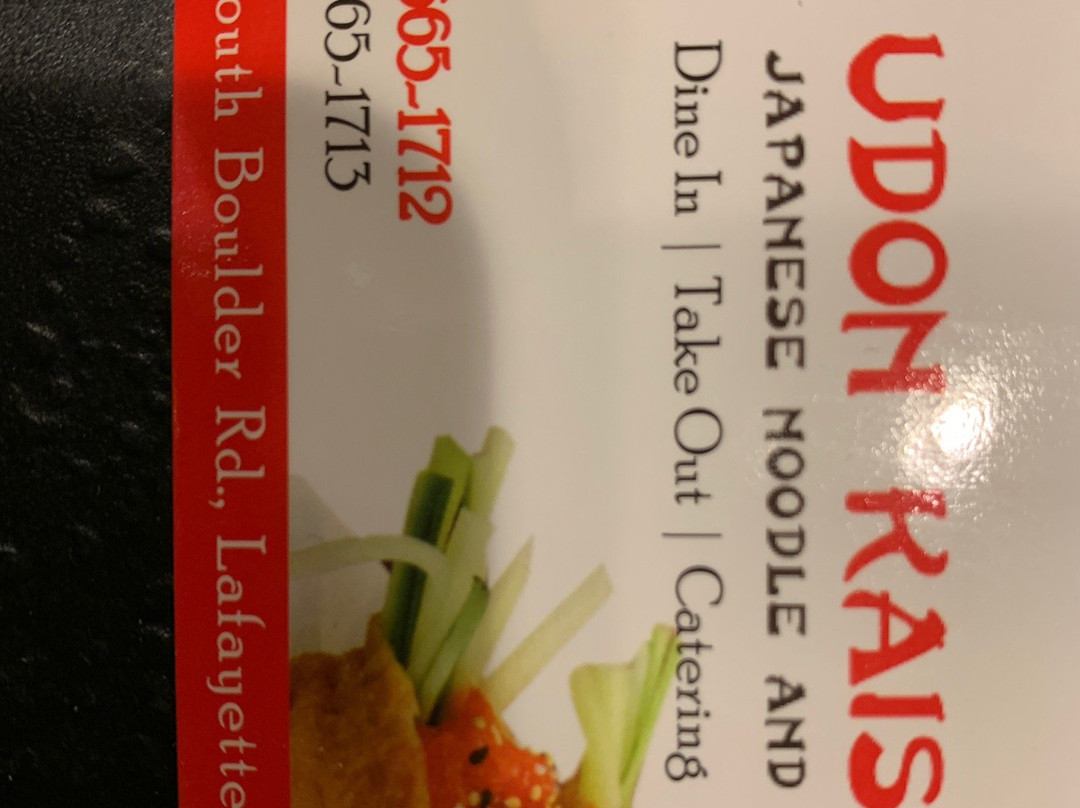 UDON KAIS
JAPANESE NOODLE AND
Dine In | Take Out | Catering
665-1712
65-1713
outh Boulder Rd., Lafayette